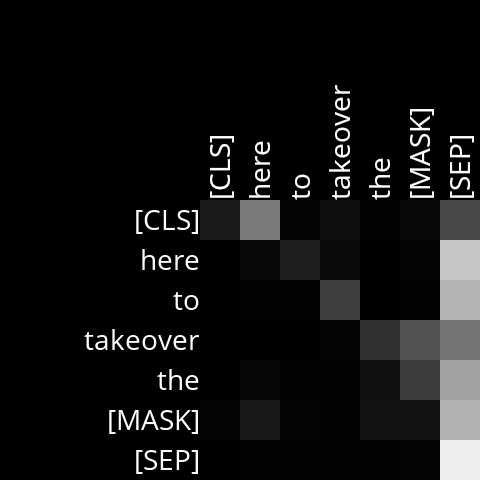 [CLS] here to takeover the [MASK] [SEP]
[CLS]
here
to
takeover
the
[MASK]
[SEP]